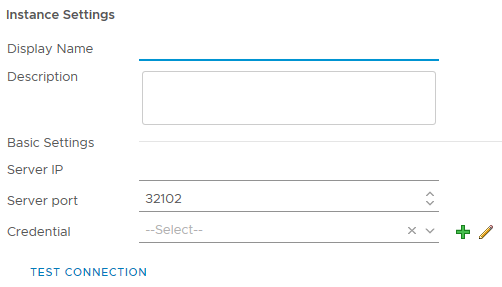 Instance Settings
Display Name
Description
Basic Settings
Server IP
Server port 32102
Credential --Select--
TEST CONNECTION